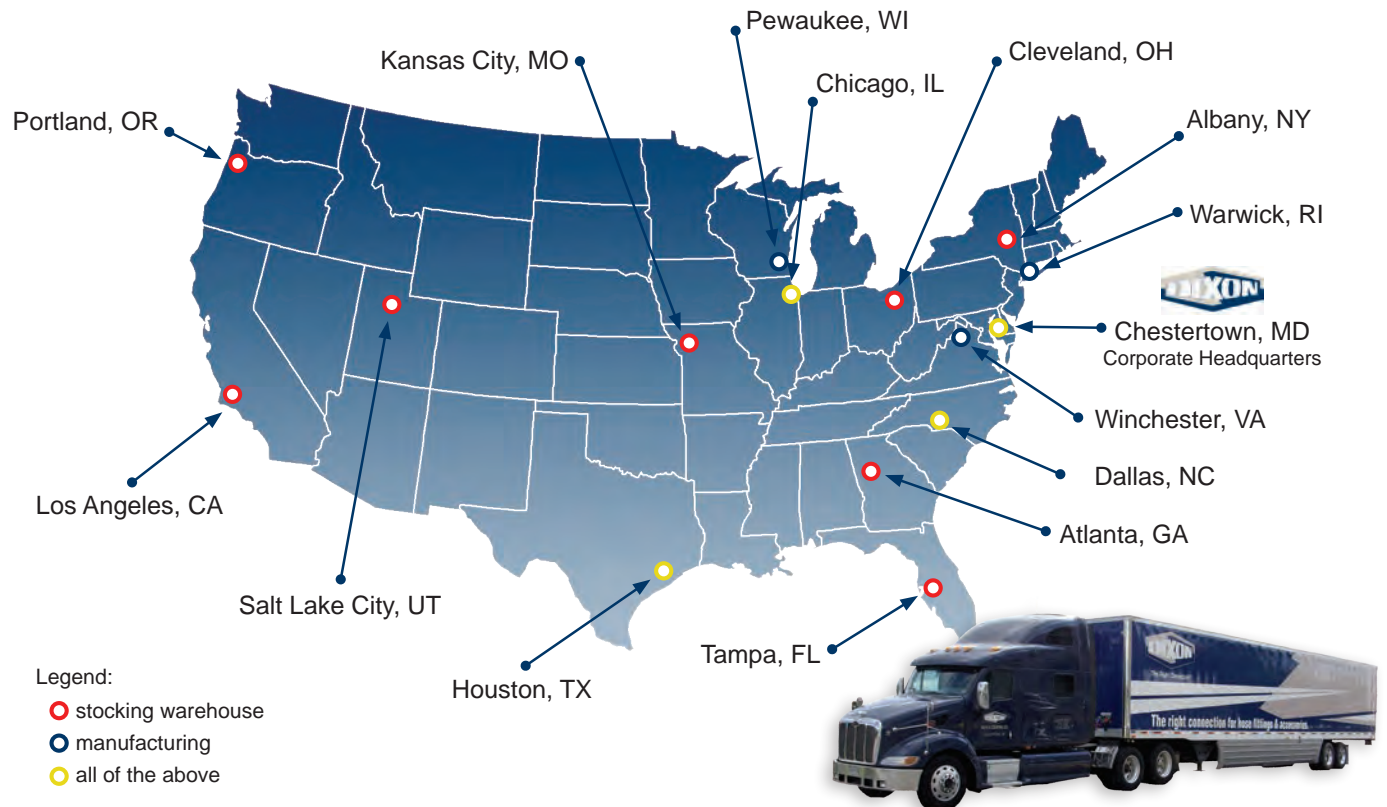 Pewaukee, WI
Kansas City, MO
Cleveland, OH
Chicago, IL
Portland, OR
Albany, NY
Warwick, RI
DIXON
Chestertown, MD
Corporate Headquarters
Winchester, VA
Dallas, NC
Los Angeles, CA
Atlanta, GA
Salt Lake City, UT
Tampa, FL
Houston, TX
Legend:
stocking warehouse
manufacturing
all of the above
DIXON
The right connection for hose fittings & accessories.